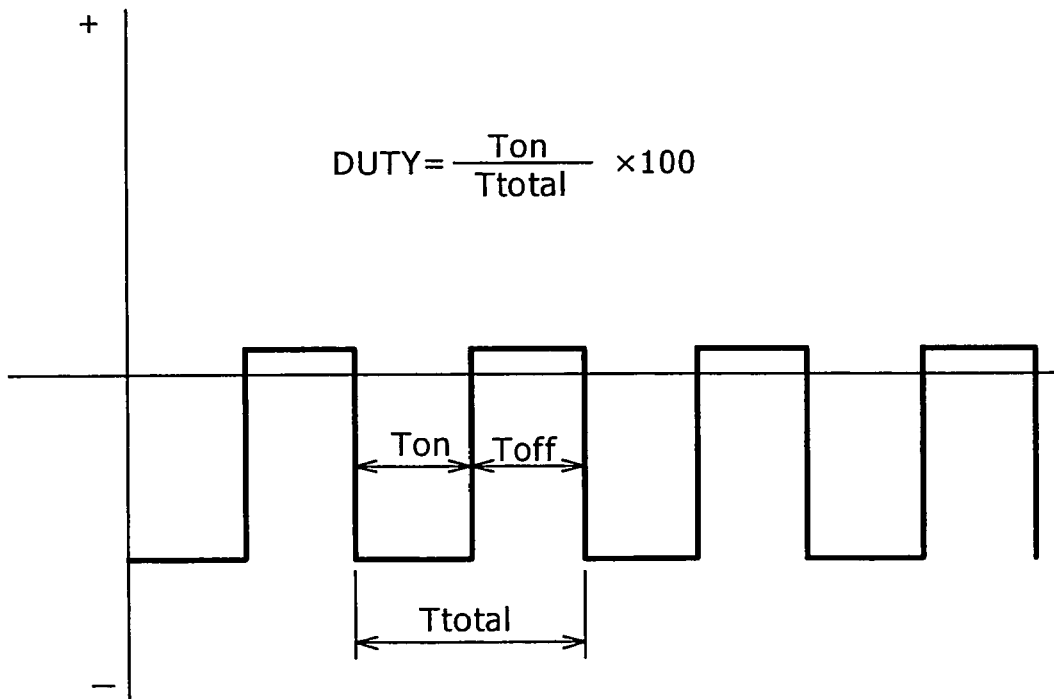 +
DUTY= Ton / Ttotal ×100
Ton
Toff
Ttotal
−